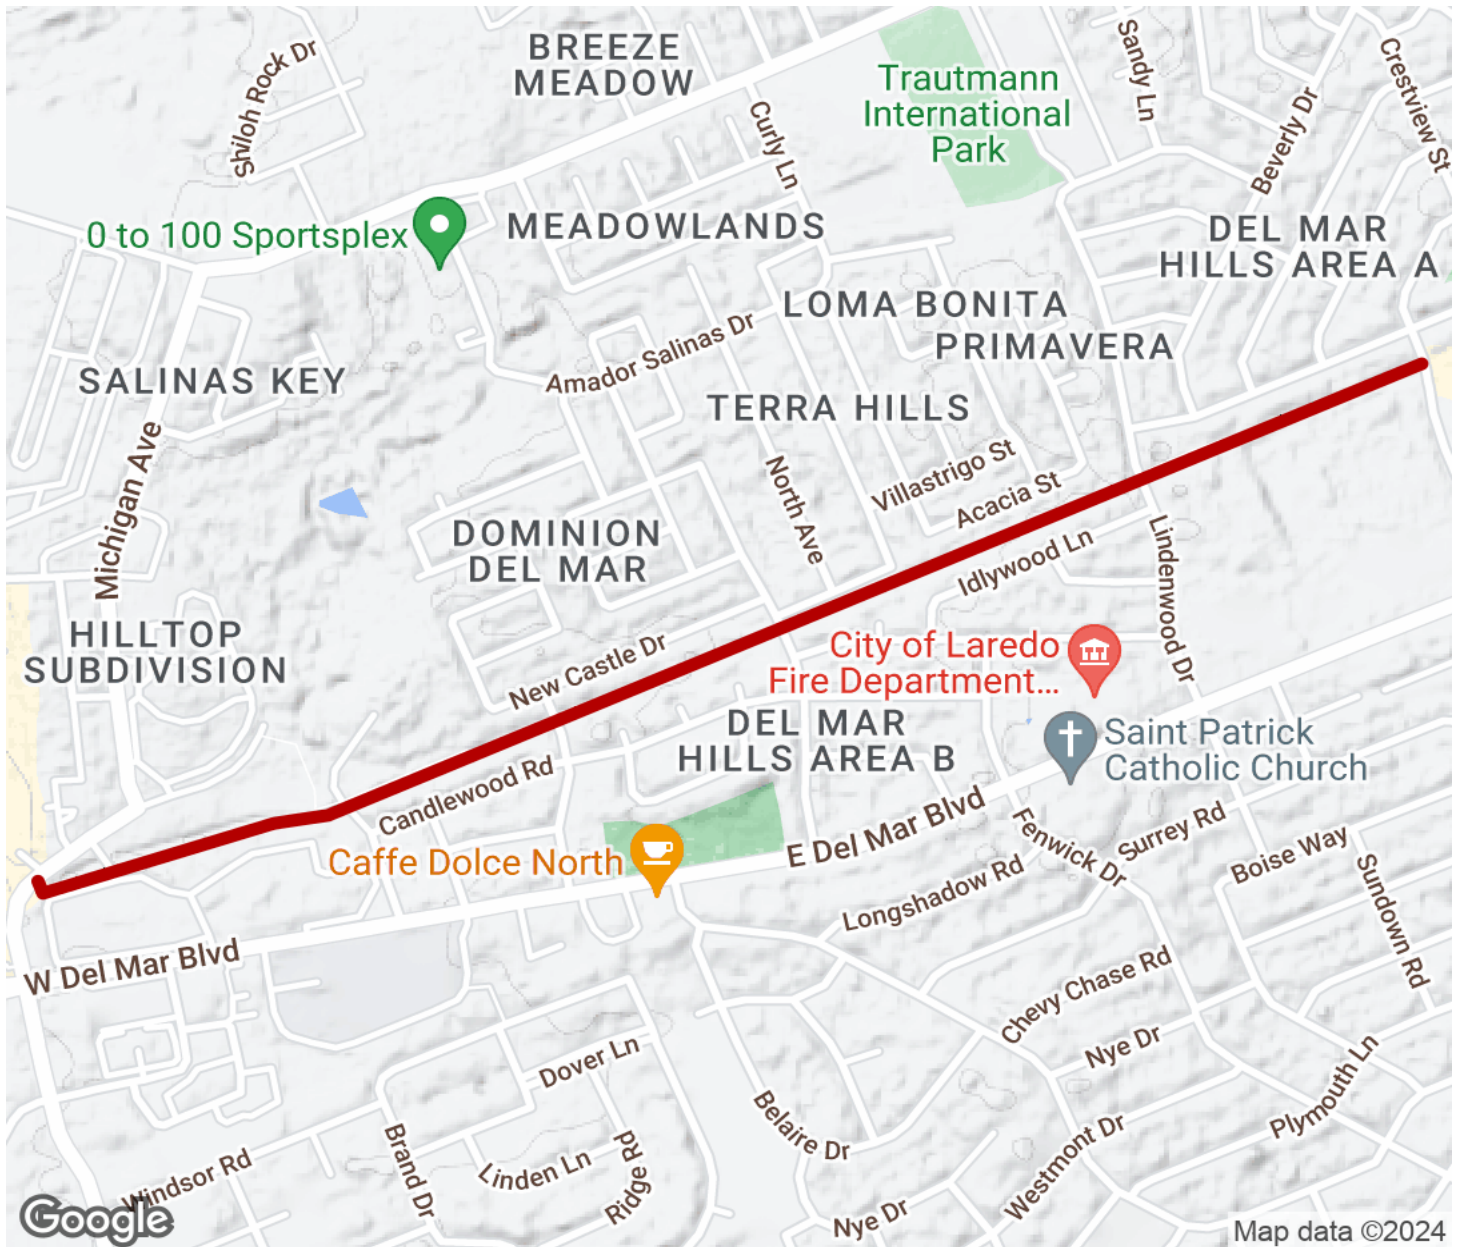 BREEZE
MEADOW
Shiloh Rock Dr
Trautmann
International
Park
Sandy Ln
Crestview St
Curly Ln
Beverly Dr
0 to 100 Sportsplex
MEADOWLANDS
DEL MAR
HILLS AREA A
LOMA BONITA
PRIMAVERA
Amador Salinas Dr
SALINAS KEY
TERRA HILLS
Michigan Ave
Villastrigo St
North Ave
Acacia St
DOMINION
DEL MAR
Idlywood Ln
Lindenwood Dr
HILLTOP
SUBDIVISION
New Castle Dr
City of Laredo
Fire Department...
DEL MAR
HILLS AREA B
Saint Patrick
Catholic Church
Candlewood Rd
E Del Mar Blvd
Fenwick Dr
Surrey Rd
Caffe Dolce North
Boise Way
Longshadow Rd
Sundown Rd
W Del Mar Blvd
Chevy Chase Rd
Nye Dr
Dover Ln
Plymouth Ln
Belaire Dr
Westmont Dr
Brand Dr
Linden Ln
Ridge Rd
Windsor Rd
Nye Dr
Google
Map data ©2024